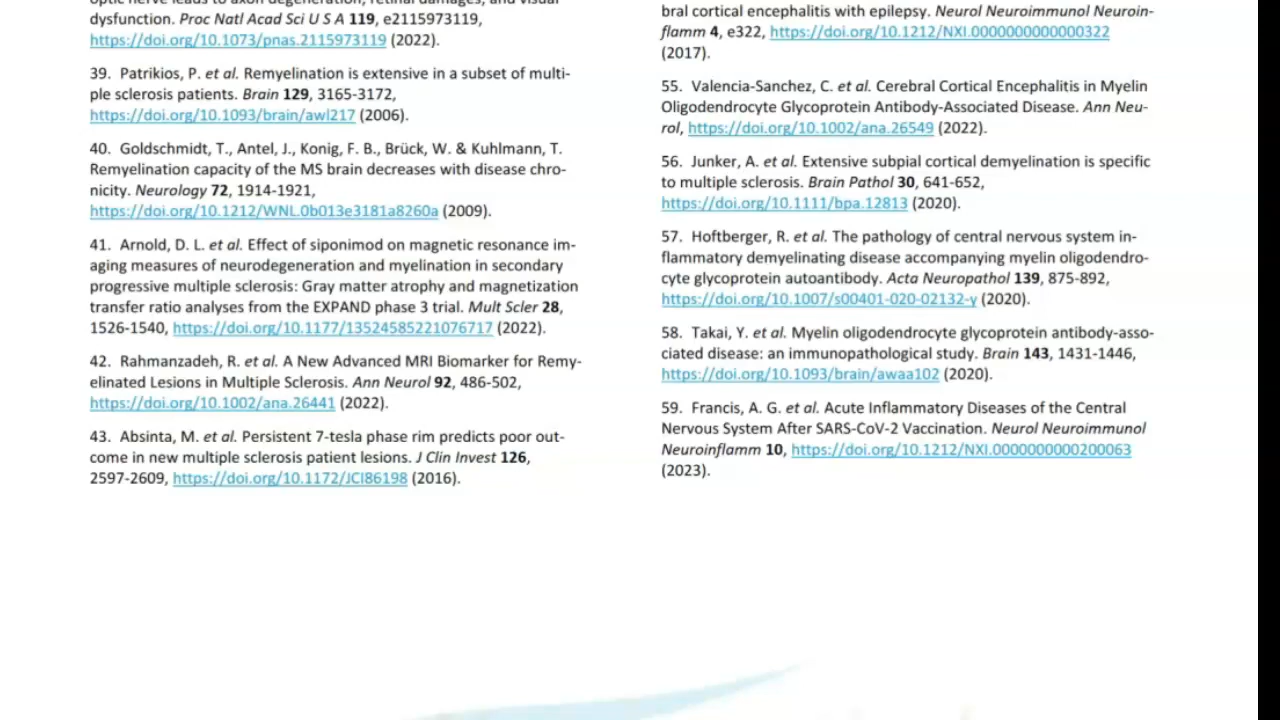 optic nerve leads to axon degeneration, retinal damages, and visual
dysfunction. Proc Natl Acad Sci U S A 119, e2115973119,
https://doi.org/10.1073/pnas.2115973119 (2022).
39. Patrikios, P. et al. Remyelination is extensive in a subset of multi-
ple sclerosis patients. Brain 129, 3165-3172,
https://doi.org/10.1093/brain/awl217 (2006).
40. Goldschmidt, T., Antel, J., Konig, F. B., Brück, W. & Kuhlmann, T.
Remyelination capacity of the MS brain decreases with disease chro-
nicity. Neurology 72, 1914-1921,
https://doi.org/10.1212/WNL.0b013e3181a8260a (2009).
41. Arnold, D. L. et al. Effect of siponimod on magnetic resonance im-
aging measures of neurodegeneration and myelination in secondary
progressive multiple sclerosis: Gray matter atrophy and magnetization
transfer ratio analyses from the EXPAND phase 3 trial. Mult Scler 28,
1526-1540, https://doi.org/10.1177/13524585221076717 (2022).
42. Rahmanzadeh, R. et al. A New Advanced MRI Biomarker for Remy-
elinated Lesions in Multiple Sclerosis. Ann Neurol 92, 486-502,
https://doi.org/10.1002/ana.26441 (2022).
43. Absinta, M. et al. Persistent 7-tesla phase rim predicts poor out-
come in new multiple sclerosis patient lesions. J Clin Invest 126,
2597-2609, https://doi.org/10.1172/JCI86198 (2016).
bral cortical encephalitis with epilepsy. Neurol Neuroimmunol Neuroin-
flamm 4, e322, https://doi.org/10.1212/NXI.0000000000000322
(2017).
55. Valencia-Sanchez, C. et al. Cerebral Cortical Encephalitis in Myelin
Oligodendrocyte Glycoprotein Antibody-Associated Disease. Ann Neu-
rol, https://doi.org/10.1002/ana.26549 (2022).
56. Junker, A. et al. Extensive subpial cortical demyelination is specific
to multiple sclerosis. Brain Pathol 30, 641-652,
https://doi.org/10.1111/bpa.12813 (2020).
57. Hoftberger, R. et al. The pathology of central nervous system in-
flammatory demyelinating disease accompanying myelin oligodendro-
cyte glycoprotein autoantibody. Acta Neuropathol 139, 875-892,
https://doi.org/10.1007/s00401-020-02132-y (2020).
58. Takai, Y. et al. Myelin oligodendrocyte glycoprotein antibody-asso-
ciated disease: an immunopathological study. Brain 143, 1431-1446,
https://doi.org/10.1093/brain/awaa102 (2020).
59. Francis, A. G. et al. Acute Inflammatory Diseases of the Central
Nervous System After SARS-CoV-2 Vaccination. Neurol Neuroimmunol
Neuroinflamm 10, https://doi.org/10.1212/NXI.0000000000200063
(2023).